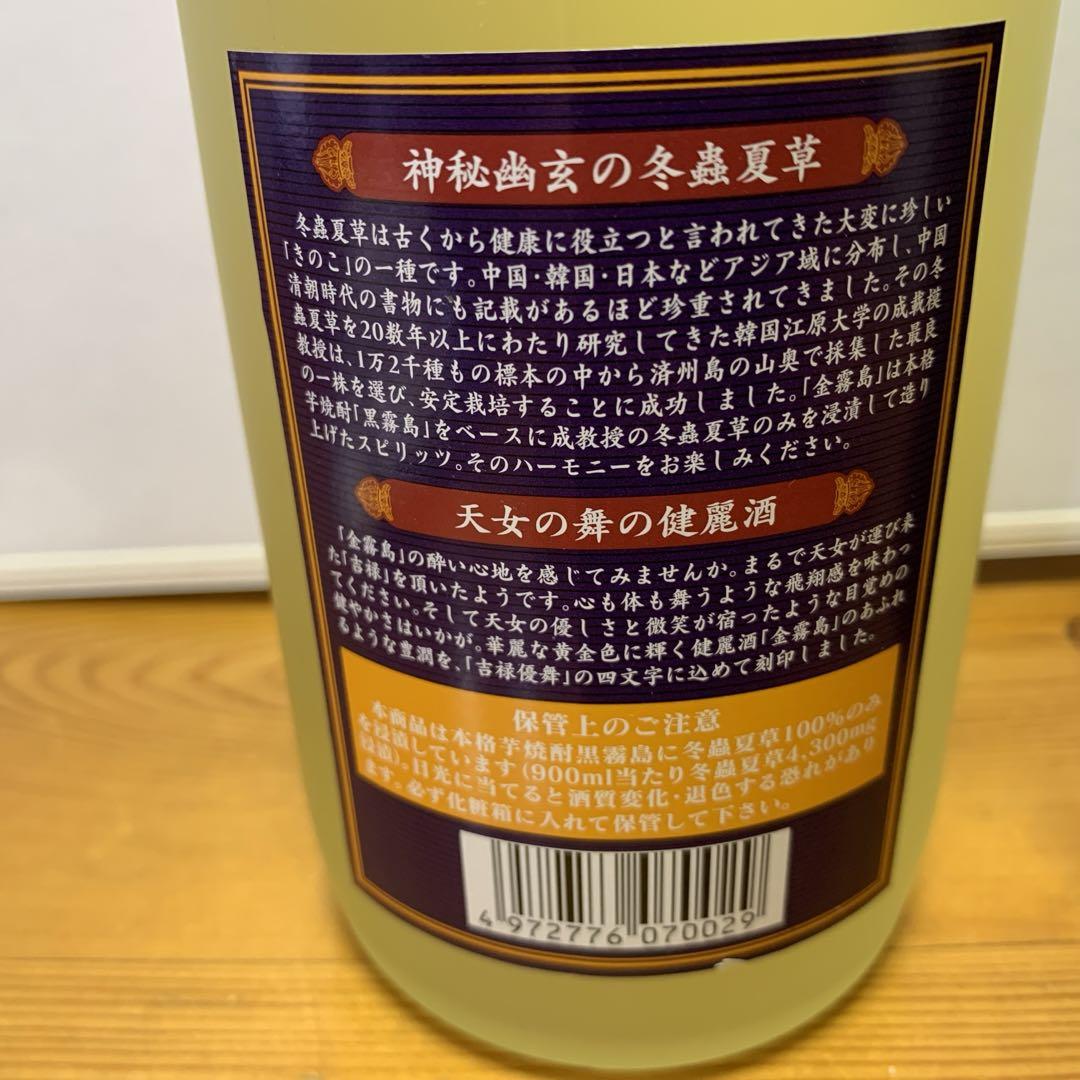 神秘幽玄の冬蟲夏草
冬蟲夏草は古くから健康に役立つと言われてきた大変に珍しい
「きのこ」の一種です。中国・韓国・日本などアジア域に分布し、中国
清朝時代の書物にも記載があるほど珍重されてきました。その冬
蟲夏草を20数年以上にわたり研究してきた韓国江原大学の成載模
教授は、1万2千種もの標本の中から済州島の山奥で採集した最良
の一株を選び、安定栽培することに成功しました。「金霧島」は本格
芋焼酎「黒霧島」をベースに成教授の冬蟲夏草のみを浸漬して造り
上げたスピリッツ。そのハーモニーをお楽しみください。
天女の舞の健麗酒
「金霧島」の酔い心地を感じてみませんか。まるで天女が運び来
た「吉禄」を頂いたようです。心も体も舞うような飛翔感を味わっ
てください。そして天女の優しさと微笑が宿ったような目覚めの
健やかさはいかが。華麗な黄金色に輝く健麗酒「金霧島」のあふれ
るような豊潤を、「吉禄優舞」の四文字に込めて刻印しました。
保管上のご注意
本商品は本格芋焼酎黒霧島に冬蟲夏草100%のみ
を浸漬しています(900ml当たり冬蟲夏草4,300mg
浸漬)。日光に当てると酒質変化・退色する恐れがあり
ます。必ず化粧箱に入れて保管して下さい。
4 972776 070029